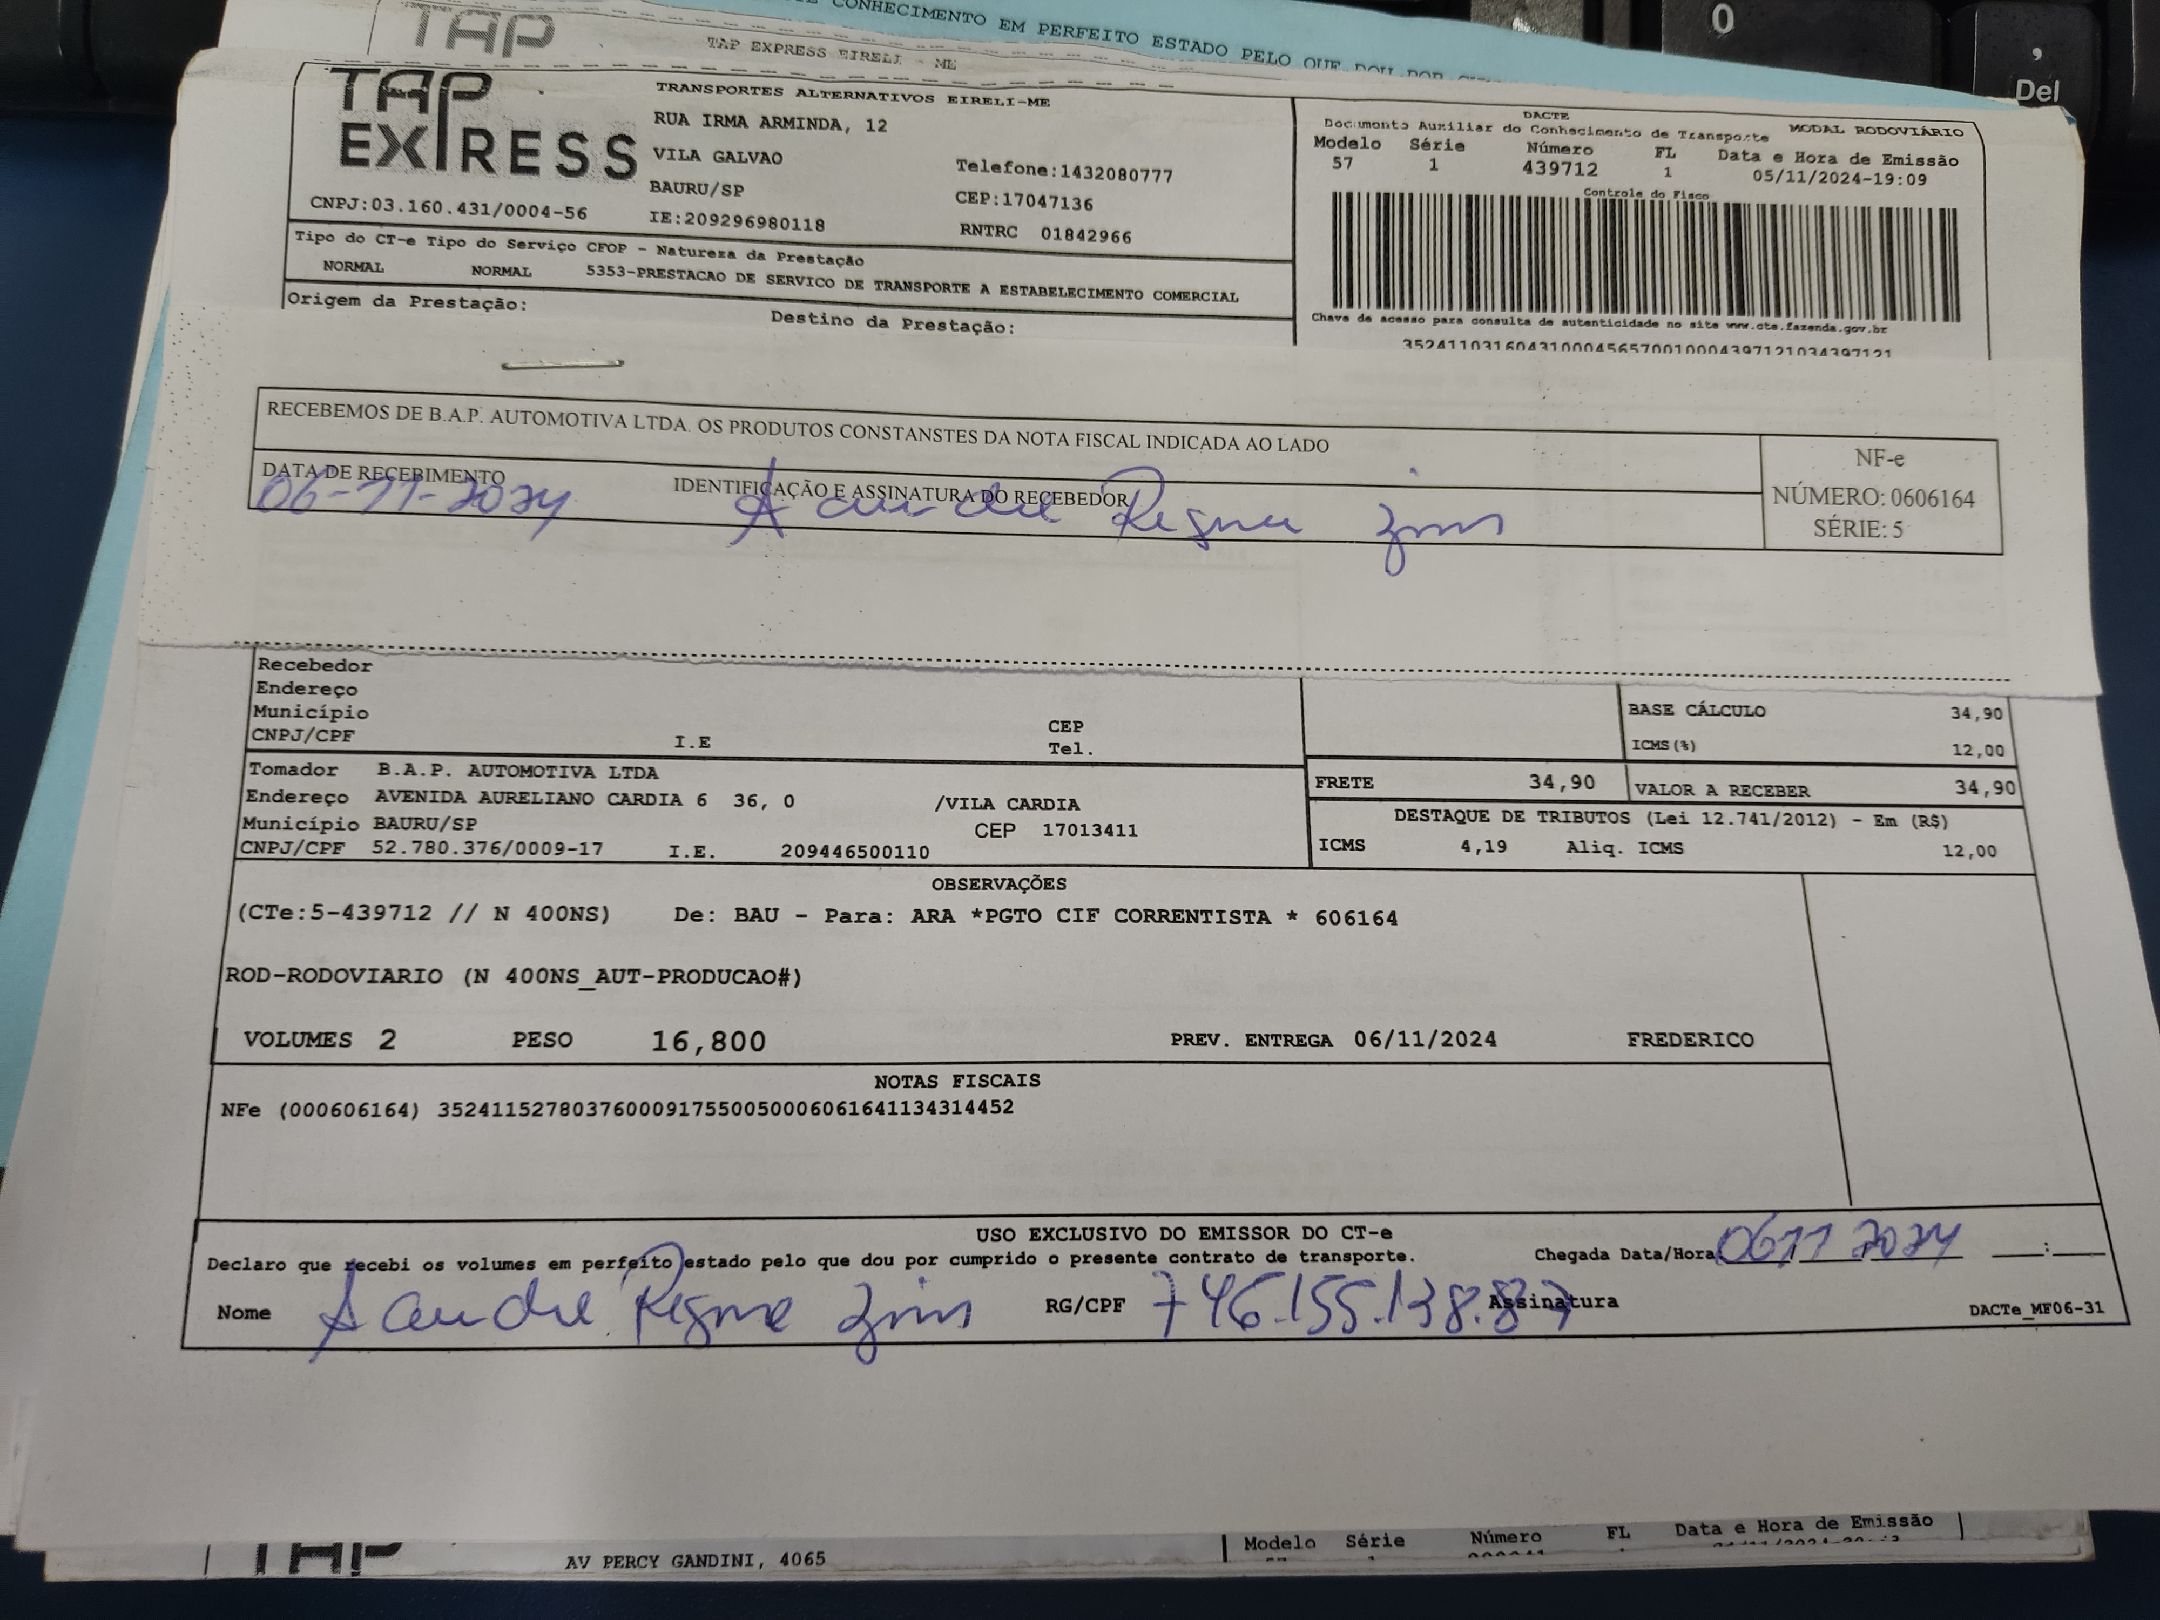 CONHECIMENTO EM PERFEITO ESTADO PELO QUE DOU POR
TAP
TAP EXPRESS EIRELI - ME
TAP EXPRESS
TRANSPORTES ALTERNATIVOS EIRELI-ME
RUA IRMA ARMINDA, 12
VILA GALVAO
Telefone:1432080777
BAURU/SP
CEP:17047136
CNPJ:03.160.431/0004-56
IE:209296980118
RNTRC 01842966
DACTE
Documento Auxiliar do Conhecimento de Transporte MODAL RODOVIÁRIO
Modelo Série Número FL Data e Hora de Emissão
57 1 439712 1 05/11/2024-19:09
Controle do Fisco
Chave de acesso para consulta de autenticidade no site www.cte.fazenda.gov.br
35241103160431000456570010004397121034397121
Tipo do CT-e Tipo do Serviço CFOP - Natureza da Prestação
NORMAL NORMAL 5353-PRESTACAO DE SERVICO DE TRANSPORTE A ESTABELECIMENTO COMERCIAL
Origem da Prestação: Destino da Prestação:
RECEBEMOS DE B.A.P. AUTOMOTIVA LTDA. OS PRODUTOS CONSTANSTES DA NOTA FISCAL INDICADA AO LADO
DATA DE RECEBIMENTO IDENTIFICAÇÃO E ASSINATURA DO RECEBEDOR
06-11-2024
NF-e
NÚMERO: 0606164
SÉRIE: 5
Recebedor
Endereço
Município CEP
CNPJ/CPF I.E Tel.
BASE CÁLCULO 34,90
ICMS(%) 12,00
Tomador B.A.P. AUTOMOTIVA LTDA
Endereço AVENIDA AURELIANO CARDIA 6 36, 0 /VILA CARDIA
Município BAURU/SP CEP 17013411
CNPJ/CPF 52.780.376/0009-17 I.E. 209446500110
FRETE 34,90 VALOR A RECEBER 34,90
DESTAQUE DE TRIBUTOS (Lei 12.741/2012) - Em (R$)
ICMS 4,19 Aliq. ICMS 12,00
OBSERVAÇÕES
(CTe:5-439712 // N 400NS) De: BAU - Para: ARA *PGTO CIF CORRENTISTA * 606164
ROD-RODOVIARIO (N 400NS_AUT-PRODUCAO#)
VOLUMES 2 PESO 16,800 PREV. ENTREGA 06/11/2024 FREDERICO
NOTAS FISCAIS
NFe (000606164) 35241152780376000917550050006061641134314452
USO EXCLUSIVO DO EMISSOR DO CT-e
Declaro que recebi os volumes em perfeito estado pelo que dou por cumprido o presente contrato de transporte. Chegada Data/Hora 06 11 2024 :
Nome RG/CPF 746.155.138.87 Assinatura DACTe_MF06-31
TAP
AV PERCY GANDINI, 4065
Modelo Série Número FL Data e Hora de Emissão
0
,
Del